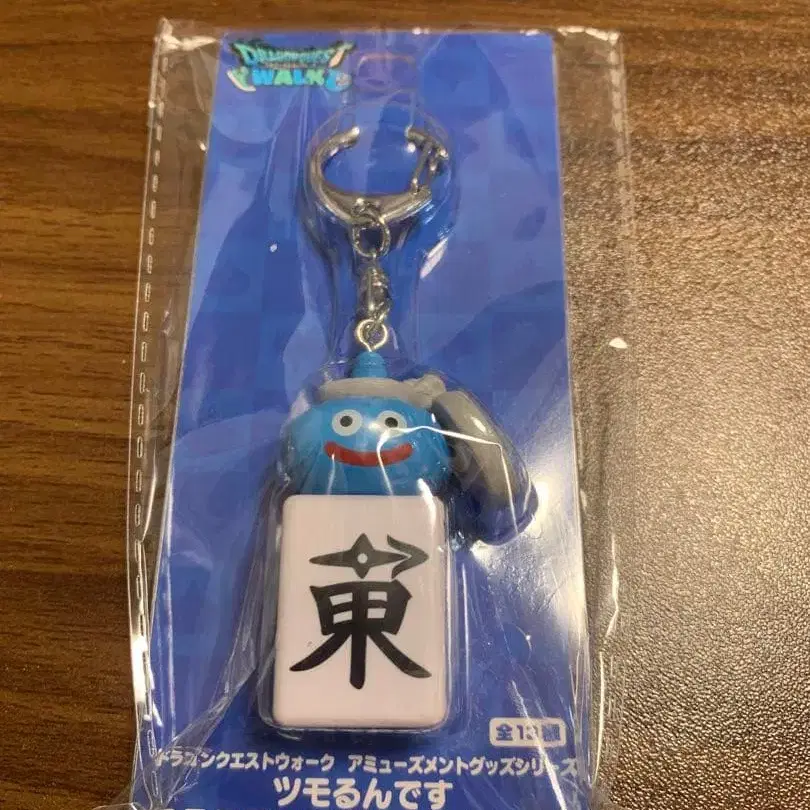 DRAGON QUEST
WALK
東
全13種
ドラゴンクエストウォーク アミューズメントグッズシリーズ
ツモるんです